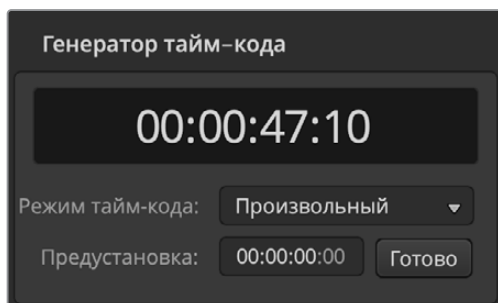 Генератор тайм-кода
00:00:47:10
Режим тайм-кода: Произвольный
Предустановка: 00:00:00:00 Готово